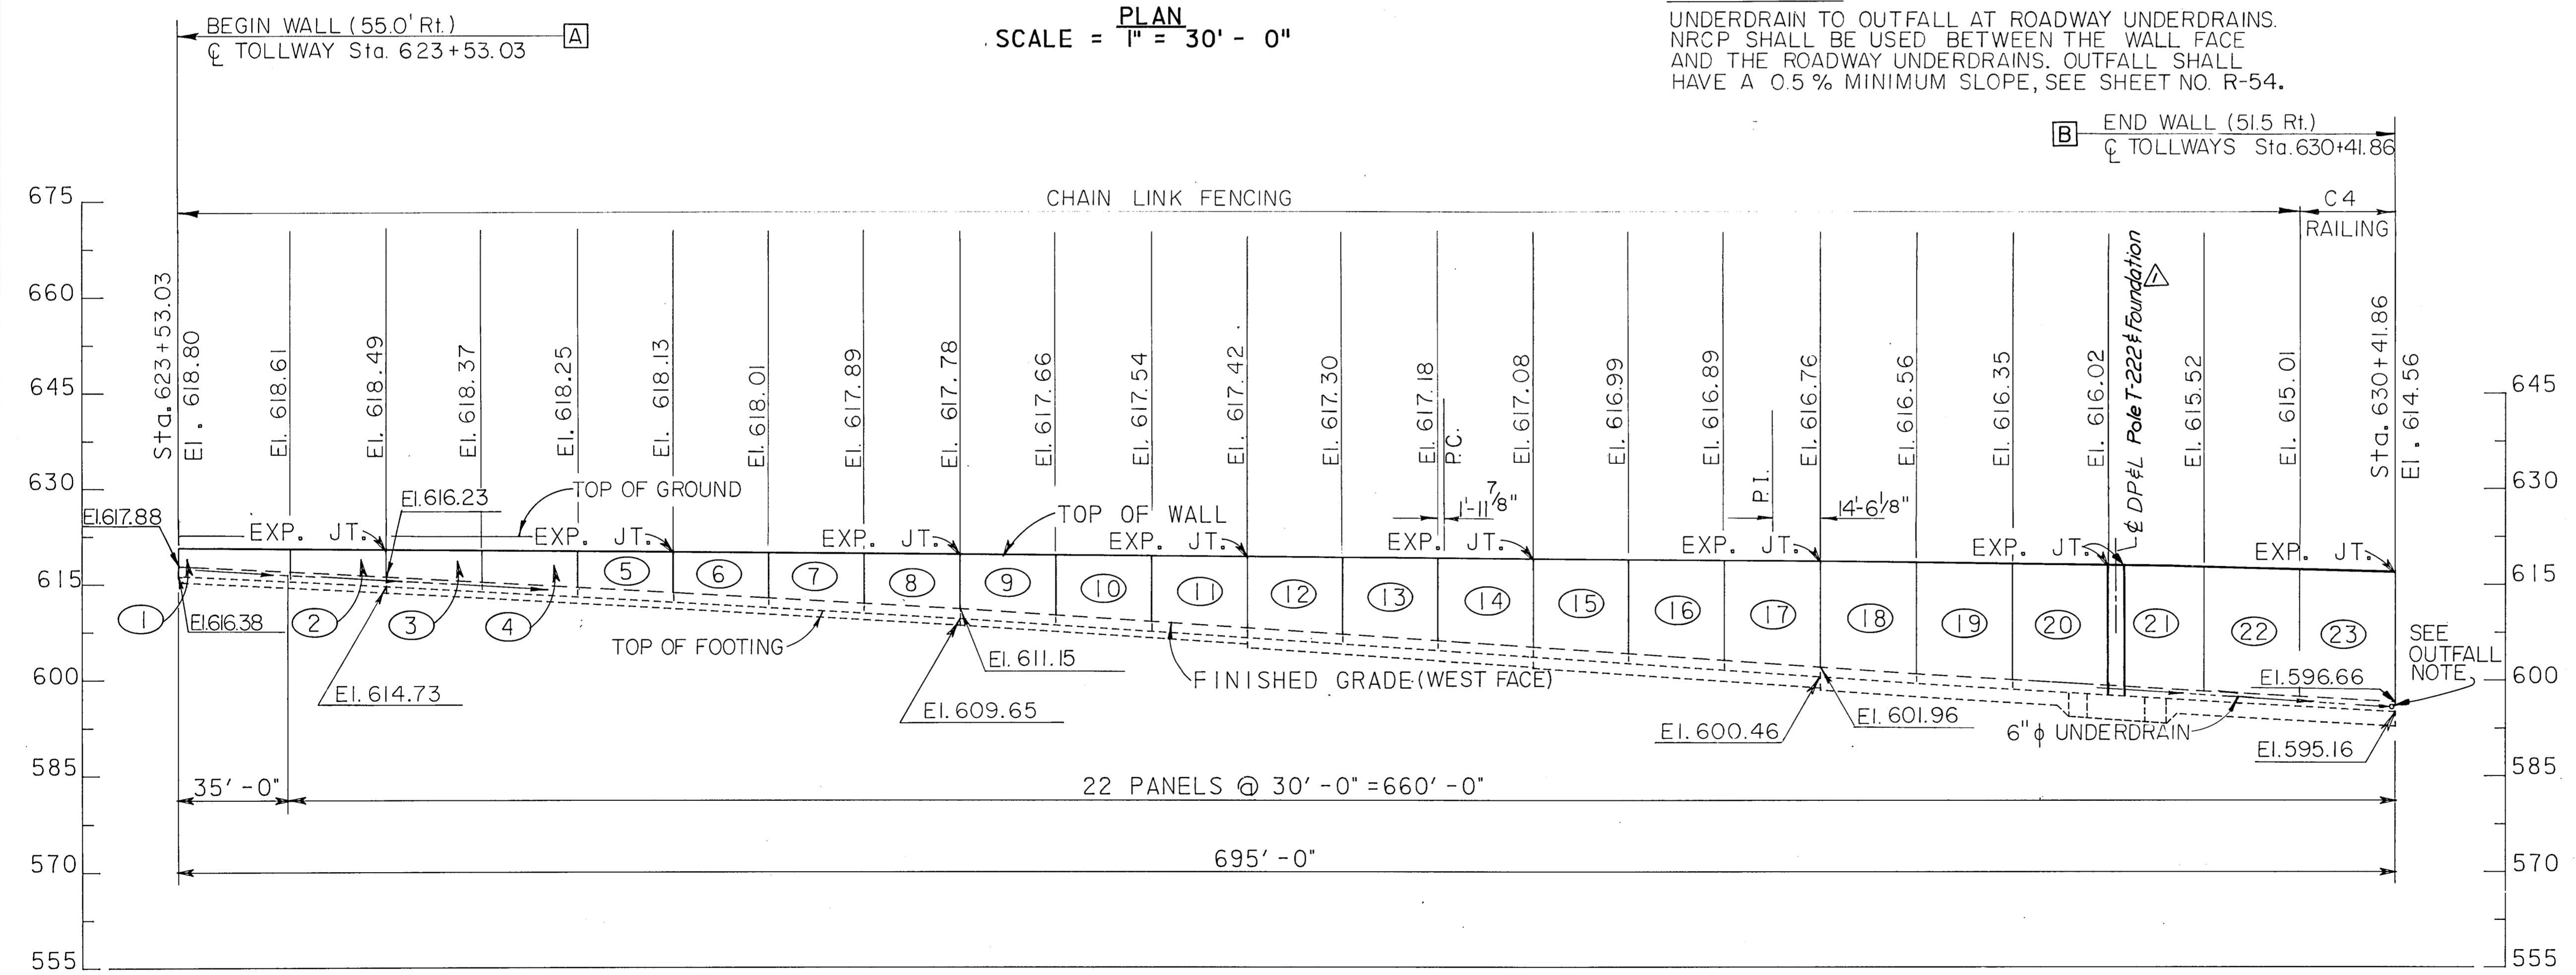 BEGIN WALL (55.0' Rt.)
A
℄ TOLLWAY Sta. 623+53.03
PLAN
SCALE = 1" = 30' - 0"
UNDERDRAIN TO OUTFALL AT ROADWAY UNDERDRAINS.
NRCP SHALL BE USED BETWEEN THE WALL FACE
AND THE ROADWAY UNDERDRAINS. OUTFALL SHALL
HAVE A 0.5 % MINIMUM SLOPE, SEE SHEET NO. R-54.
B
END WALL (51.5 Rt.)
℄ TOLLWAYS Sta.630+41.86
CHAIN LINK FENCING
C4
RAILING
675
660
645
630
615
600
585
570
555
645
630
615
600
585
570
555
Sta. 623+53.03
El. 618.80
El. 618.61
El. 618.49
El. 618.37
El. 618.25
El. 618.13
El. 618.01
El. 617.89
El. 617.78
El. 617.66
El. 617.54
El. 617.42
El. 617.30
El. 617.18
P.C.
El. 617.08
El. 616.99
El. 616.89
P.I.
El. 616.76
El. 616.56
El. 616.35
El. 616.02
℄ DP&L Pole T-222 & Foundation
1
El. 615.52
El. 615.01
Sta. 630+41.86
El. 614.56
El.617.88
El.616.23
TOP OF GROUND
TOP OF WALL
1'-11 7/8"
14'-6 1/8"
EXP. JT.
EXP. JT.
EXP. JT.
EXP. JT.
EXP. JT.
EXP. JT.
EXP. JT.
EXP. JT.
1
2
3
4
5
6
7
8
9
10
11
12
13
14
15
16
17
18
19
20
21
22
23
El.616.38
TOP OF FOOTING
El. 614.73
El. 611.15
El. 609.65
FINISHED GRADE (WEST FACE)
El. 600.46
El. 601.96
6"ϕ UNDERDRAIN
El.596.66
El.595.16
SEE
OUTFALL
NOTE
35' -0"
22 PANELS @ 30' -0" =660' -0"
695' -0"